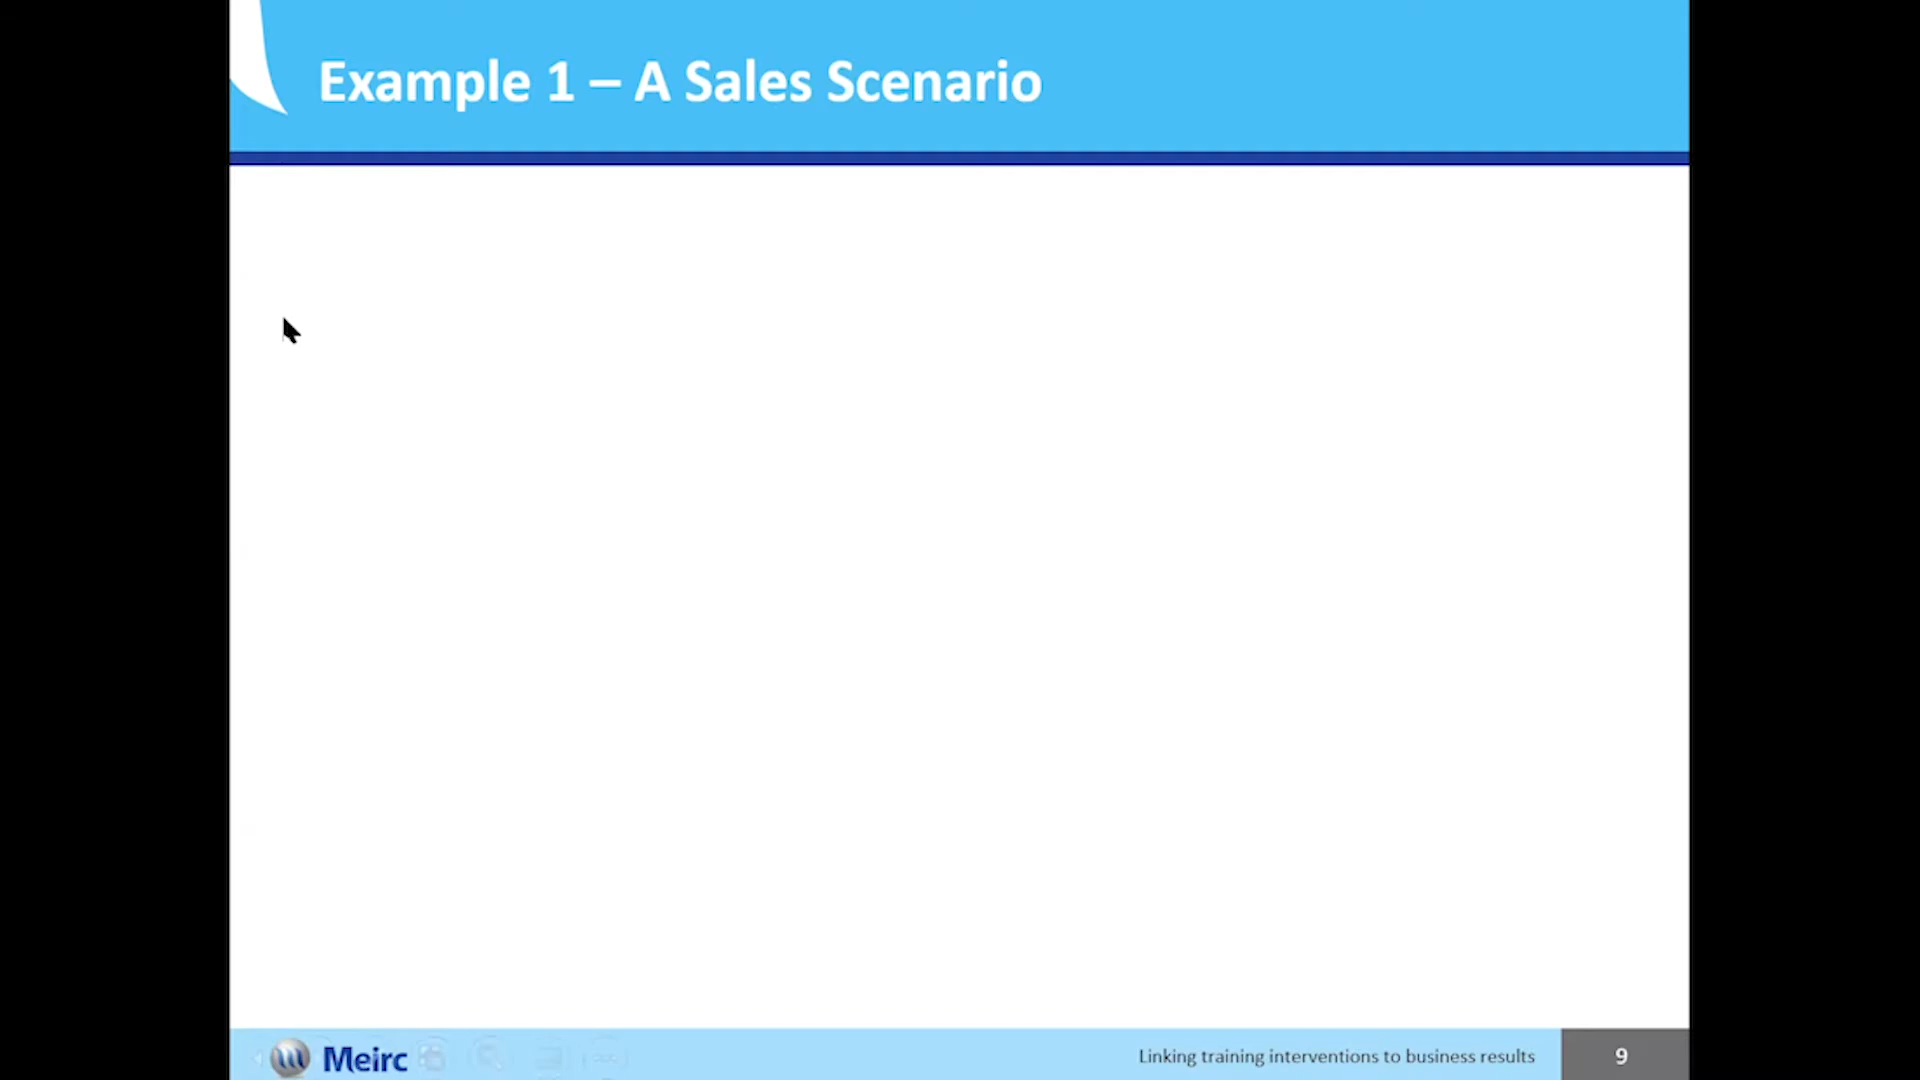 Example 1 – A Sales Scenario
Meirc
Linking training interventions to business results
9